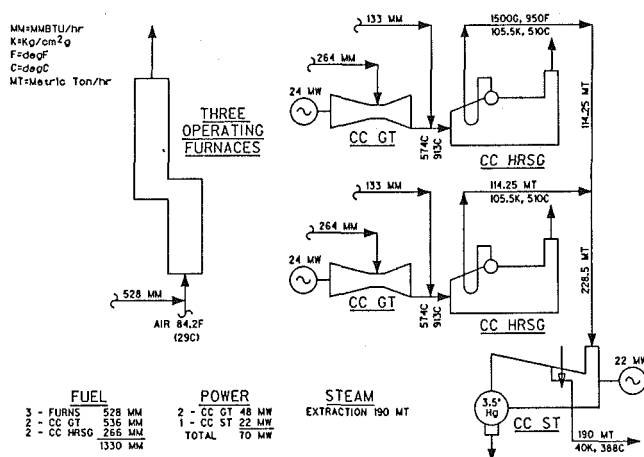 MM=MMBTU/hr
K=Kg/cm²g
F=degF
C=degC
MT=Metric Ton/hr
THREE
OPERATING
FURNACES
528 MM
AIR 84.2F
(29C)
133 MM
264 MM
24 MW
CC GT
574C
913C
1500G, 950F
105.5K, 510C
CC HRSG
114.25 MT
133 MM
264 MM
24 MW
CC GT
574C
913C
114.25 MT
105.5K, 510C
CC HRSG
228.5 MT
22 MW
3.5"
Hg
CC ST
190 MT
40K, 388C
FUEL
3 - FURNS 528 MM
2 - CC GT 536 MM
2 - CC HRSG 266 MM
1330 MM
POWER
2 - CC GT 48 MW
1 - CC ST 22 MW
TOTAL 70 MW
STEAM
EXTRACTION 190 MT